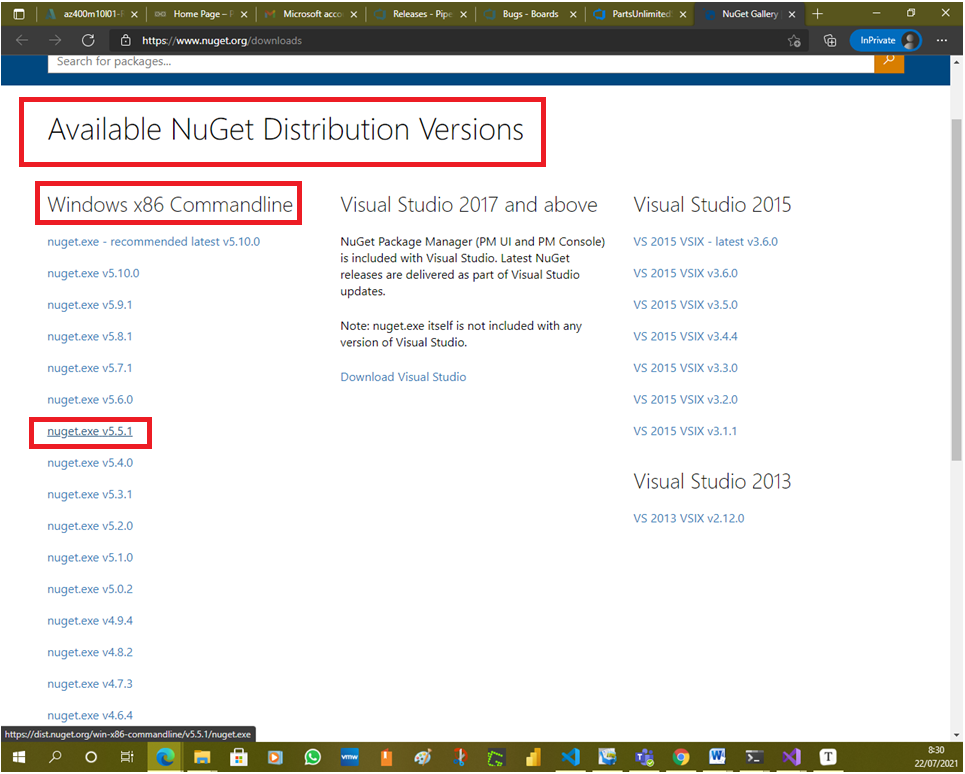 az400m10l01-
Home Page –
Microsoft acco
Releases - Pipe
Bugs - Boards
PartsUnlimited
NuGet Gallery
https://www.nuget.org/downloads
InPrivate
Search for packages...
Available NuGet Distribution Versions
Windows x86 Commandline
nuget.exe - recommended latest v5.10.0
nuget.exe v5.10.0
nuget.exe v5.9.1
nuget.exe v5.8.1
nuget.exe v5.7.1
nuget.exe v5.6.0
nuget.exe v5.5.1
nuget.exe v5.4.0
nuget.exe v5.3.1
nuget.exe v5.2.0
nuget.exe v5.1.0
nuget.exe v5.0.2
nuget.exe v4.9.4
nuget.exe v4.8.2
nuget.exe v4.7.3
nuget.exe v4.6.4
Visual Studio 2017 and above
NuGet Package Manager (PM UI and PM Console)
is included with Visual Studio. Latest NuGet
releases are delivered as part of Visual Studio
updates.
Note: nuget.exe itself is not included with any
version of Visual Studio.
Download Visual Studio
Visual Studio 2015
VS 2015 VSIX - latest v3.6.0
VS 2015 VSIX v3.6.0
VS 2015 VSIX v3.5.0
VS 2015 VSIX v3.4.4
VS 2015 VSIX v3.3.0
VS 2015 VSIX v3.2.0
VS 2015 VSIX v3.1.1
Visual Studio 2013
VS 2013 VSIX v2.12.0
https://dist.nuget.org/win-x86-commandline/v5.5.1/nuget.exe
vmw
8:30
22/07/2021